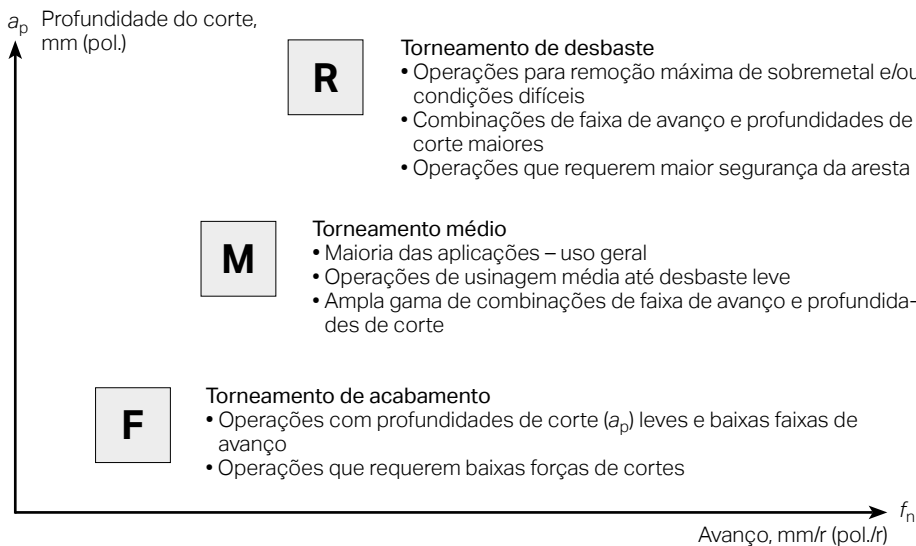 ap Profundidade do corte,
mm (pol.)
R
Torneamento de desbaste
• Operações para remoção máxima de sobremetal e/ou
condições difíceis
• Combinações de faixa de avanço e profundidades de
corte maiores
• Operações que requerem maior segurança da aresta
M
Torneamento médio
• Maioria das aplicações – uso geral
• Operações de usinagem média até desbaste leve
• Ampla gama de combinações de faixa de avanço e profundida-
des de corte
F
Torneamento de acabamento
• Operações com profundidades de corte (ap) leves e baixas faixas de
avanço
• Operações que requerem baixas forças de cortes
fn
Avanço, mm/r (pol./r)